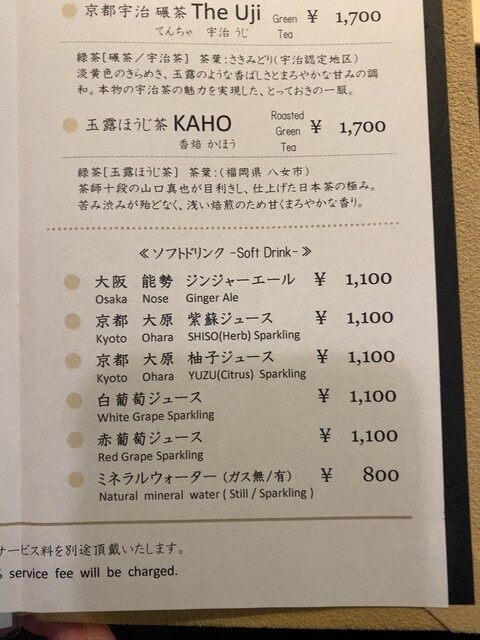 京都宇治 碾茶 The Uji Green Tea ¥ 1,700
てんちゃ 宇治 うじ
緑茶[碾茶/宇治茶] 茶葉:ささみどり(宇治認定地区)
淡黄色のきらめき、玉露のような香ばしさとまろやかな甘みの調
和。本物の宇治茶の魅力を実現した、とっておきの一服。
玉露ほうじ茶 KAHO Roasted Green Tea ¥ 1,700
香焙 かほう
緑茶[玉露ほうじ茶] 茶葉:(福岡県 八女市)
茶師十段の山口真也が目利きし、仕上げた日本茶の極み。
苦み渋みが殆どなく、浅い焙煎のため甘くまろやかな香り。
≪ ソフトドリンク -Soft Drink- ≫
大阪 能勢 ジンジャーエール ¥ 1,100
Osaka Nose Ginger Ale
京都 大原 紫蘇ジュース ¥ 1,100
Kyoto Ohara SHISO(Herb) Sparkling
京都 大原 柚子ジュース ¥ 1,100
Kyoto Ohara YUZU(Citrus) Sparkling
白葡萄ジュース ¥ 1,100
White Grape Sparkling
赤葡萄ジュース ¥ 1,100
Red Grape Sparkling
ミネラルウォーター (ガス無/有) ¥ 800
Natural mineral water ( Still / Sparkling )
サービス料を別途頂戴いたします。
% service fee will be charged.